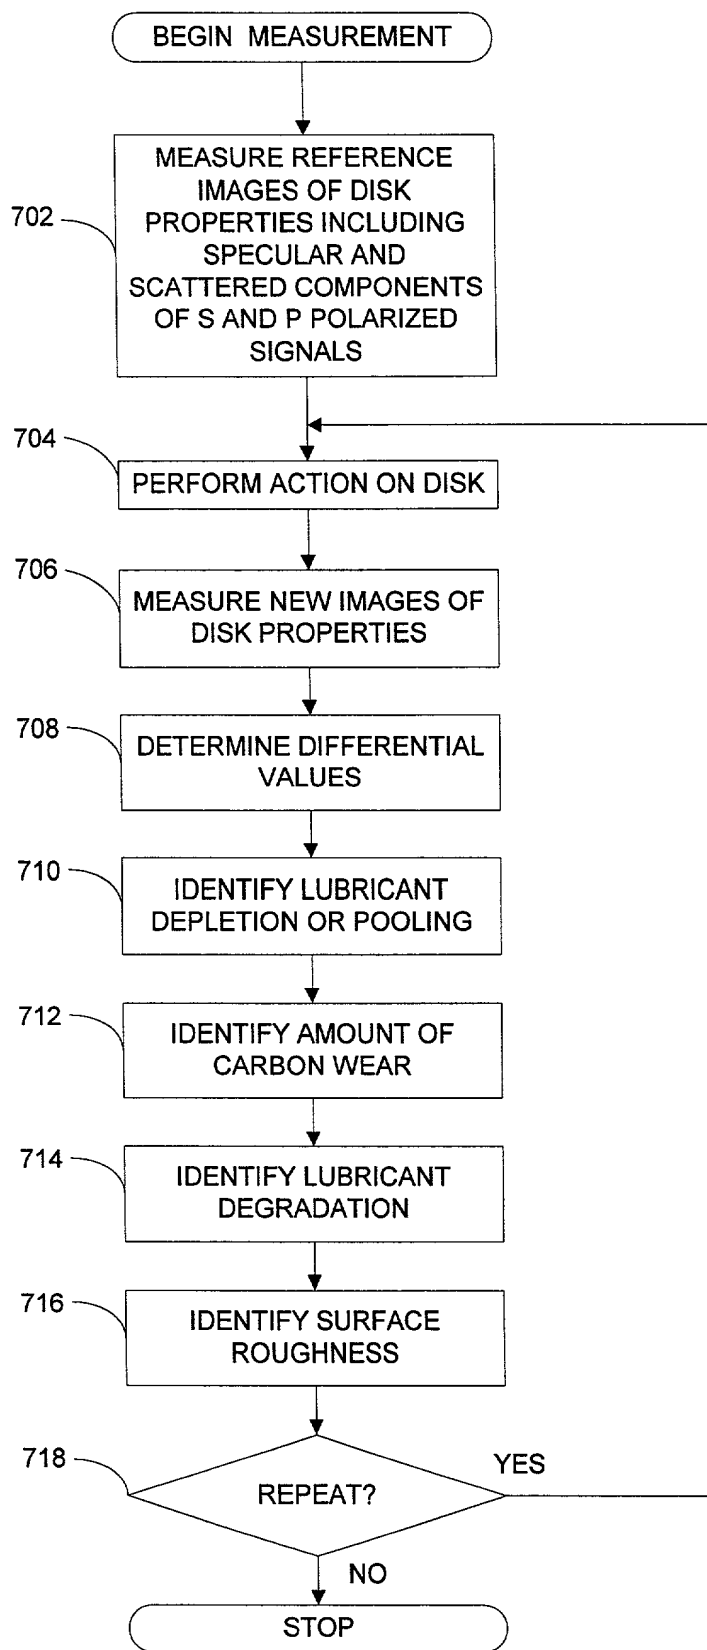 BEGIN MEASUREMENT
702
MEASURE REFERENCE
IMAGES OF DISK
PROPERTIES INCLUDING
SPECULAR AND
SCATTERED COMPONENTS
OF S AND P POLARIZED
SIGNALS
704
PERFORM ACTION ON DISK
706
MEASURE NEW IMAGES OF
DISK PROPERTIES
708
DETERMINE DIFFERENTIAL
VALUES
710
IDENTIFY LUBRICANT
DEPLETION OR POOLING
712
IDENTIFY AMOUNT OF
CARBON WEAR
714
IDENTIFY LUBRICANT
DEGRADATION
716
IDENTIFY SURFACE
ROUGHNESS
718
REPEAT?
YES
NO
STOP